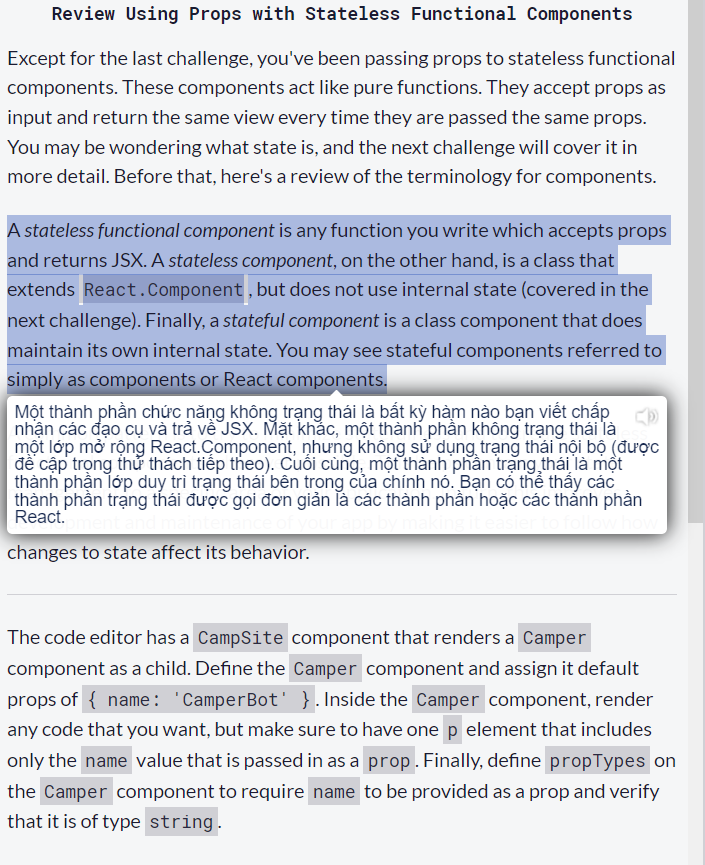 Review Using Props with Stateless Functional Components
Except for the last challenge, you've been passing props to stateless functional
components. These components act like pure functions. They accept props as
input and return the same view every time they are passed the same props.
You may be wondering what state is, and the next challenge will cover it in
more detail. Before that, here's a review of the terminology for components.
A stateless functional component is any function you write which accepts props
and returns JSX. A stateless component, on the other hand, is a class that
extends React.Component, but does not use internal state (covered in the
next challenge). Finally, a stateful component is a class component that does
maintain its own internal state. You may see stateful components referred to
simply as components or React components.
Một thành phần chức năng không trạng thái là bất kỳ hàm nào bạn viết chấp
nhận các đạo cụ và trả về JSX. Mặt khác, một thành phần không trạng thái là
một lớp mở rộng React.Component, nhưng không sử dụng trạng thái nội bộ (được
đề cập trong thử thách tiếp theo). Cuối cùng, một thành phần trạng thái là một
thành phần lớp duy trì trạng thái bên trong của chính nó. Bạn có thể thấy các
thành phần trạng thái được gọi đơn giản là các thành phần hoặc các thành phần
React.
changes to state affect its behavior.
The code editor has a CampSite component that renders a Camper
component as a child. Define the Camper component and assign it default
props of { name: 'CamperBot' }. Inside the Camper component, render
any code that you want, but make sure to have one p element that includes
only the name value that is passed in as a prop. Finally, define propTypes on
the Camper component to require name to be provided as a prop and verify
that it is of type string.